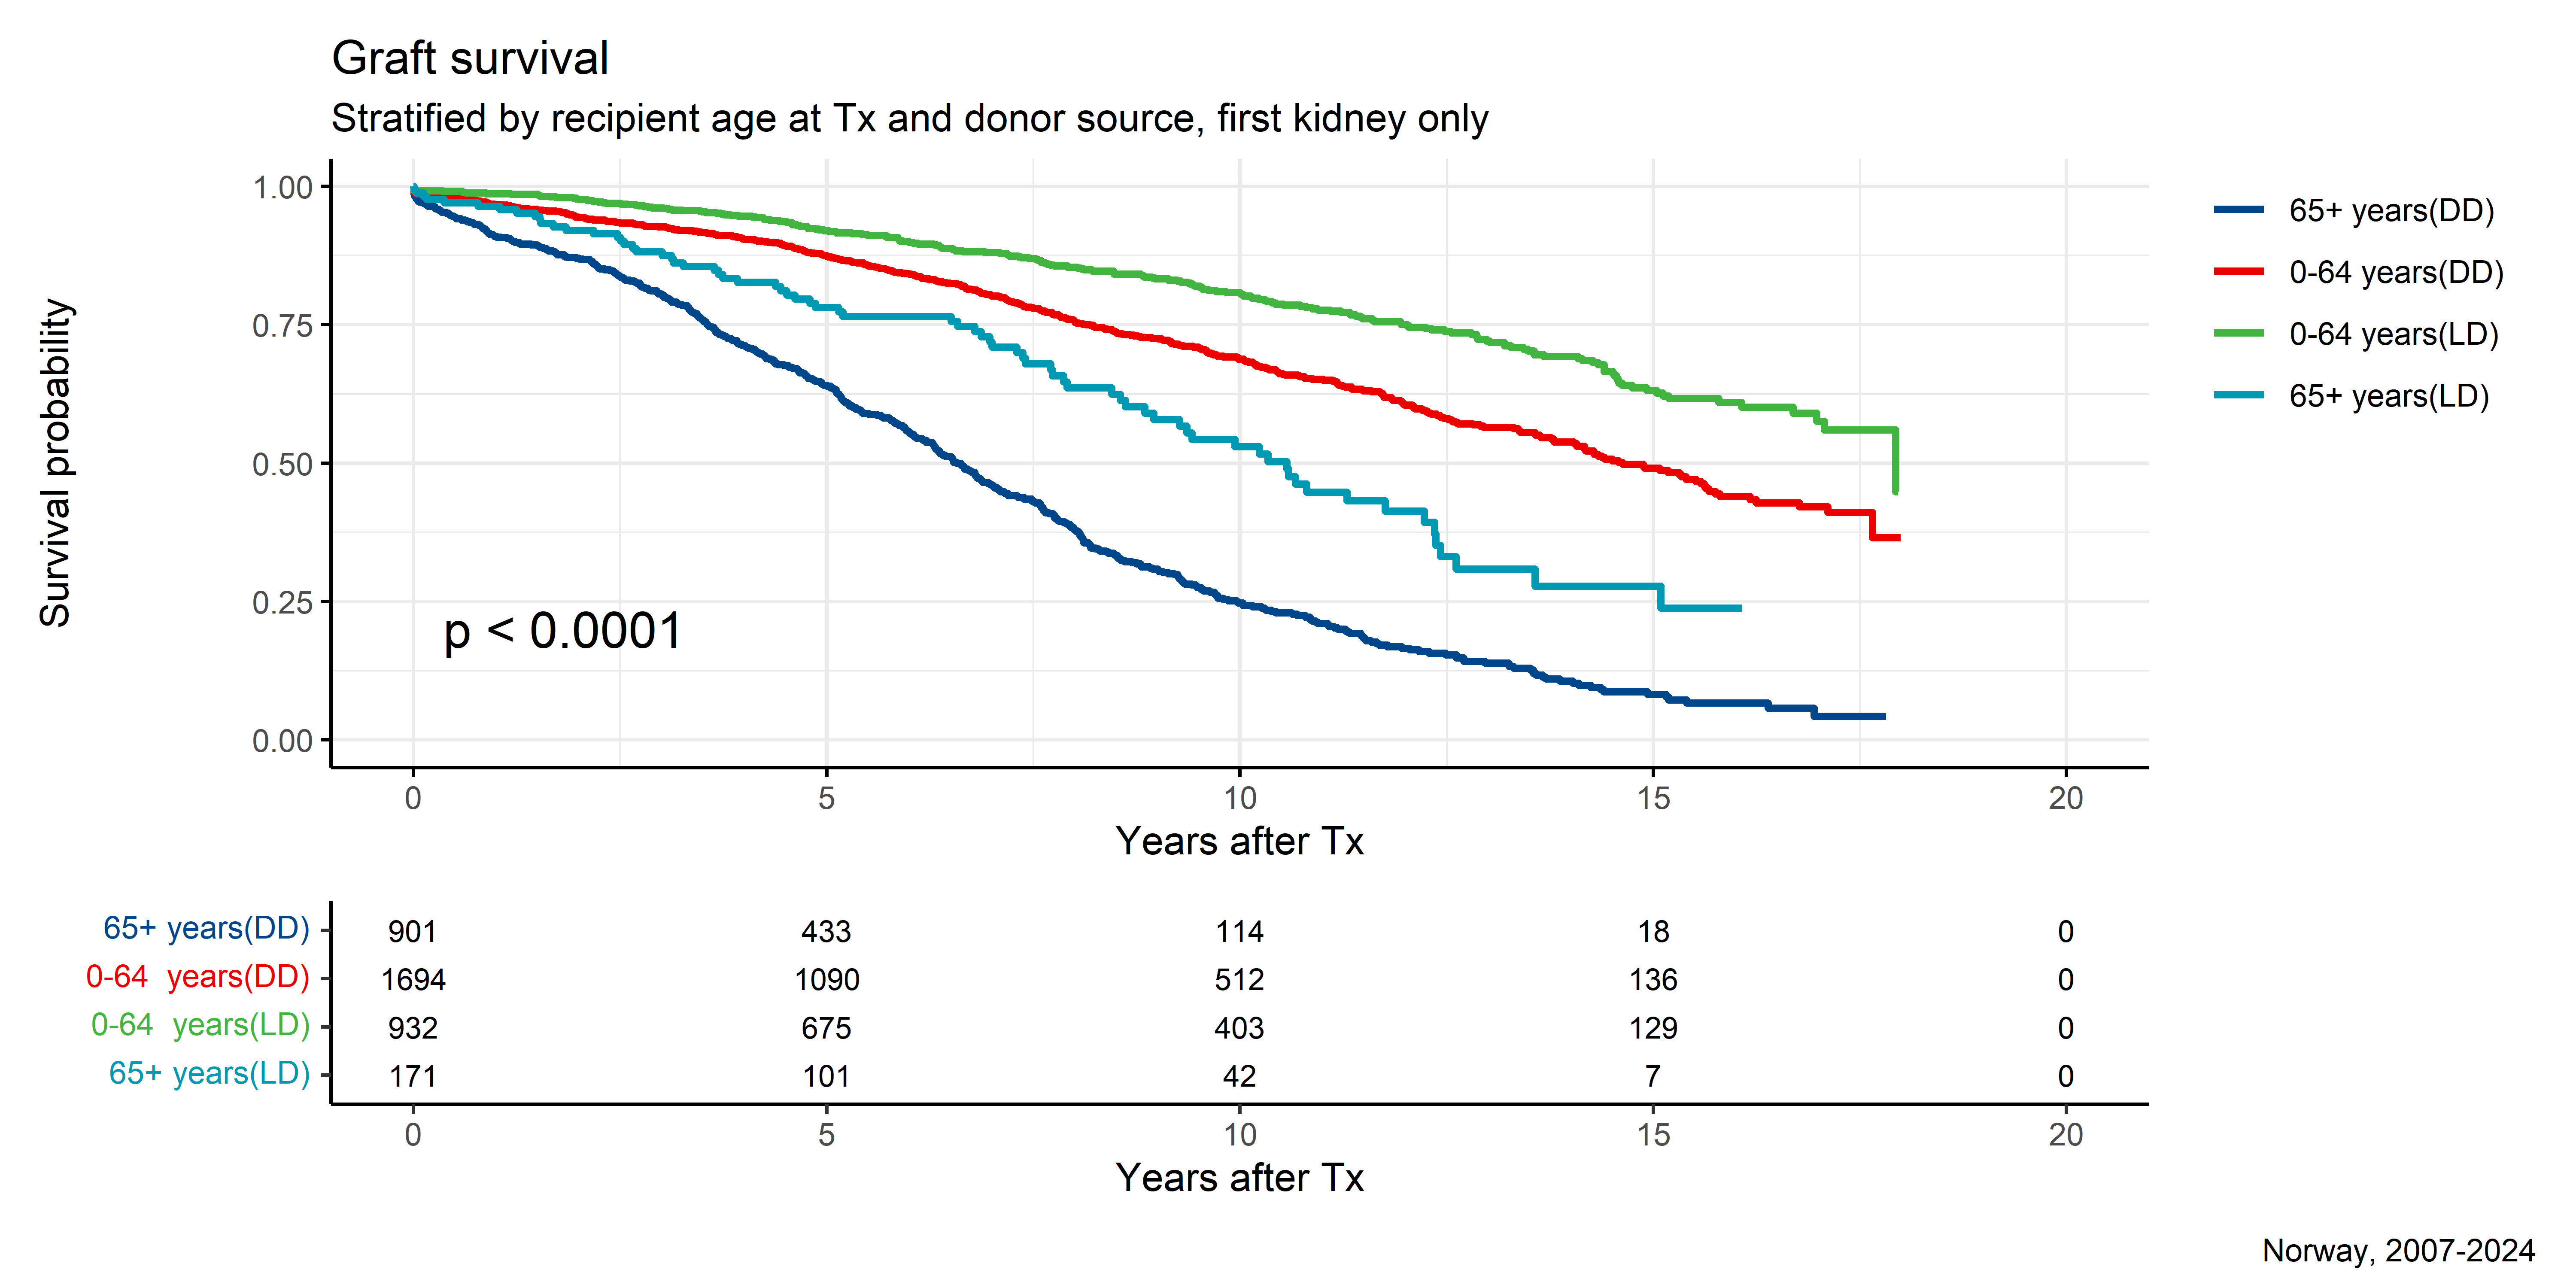 Graft survival
Stratified by recipient age at Tx and donor source, first kidney only
Survival probability
1.00
0.75
0.50
0.25
0.00
p < 0.0001
0 5 10 15 20
Years after Tx
65+ years(DD)
0-64 years(DD)
0-64 years(LD)
65+ years(LD)
65+ years(DD) 901 433 114 18 0
0-64  years(DD) 1694 1090 512 136 0
0-64  years(LD) 932 675 403 129 0
65+ years(LD) 171 101 42 7 0
0 5 10 15 20
Years after Tx
Norway, 2007-2024